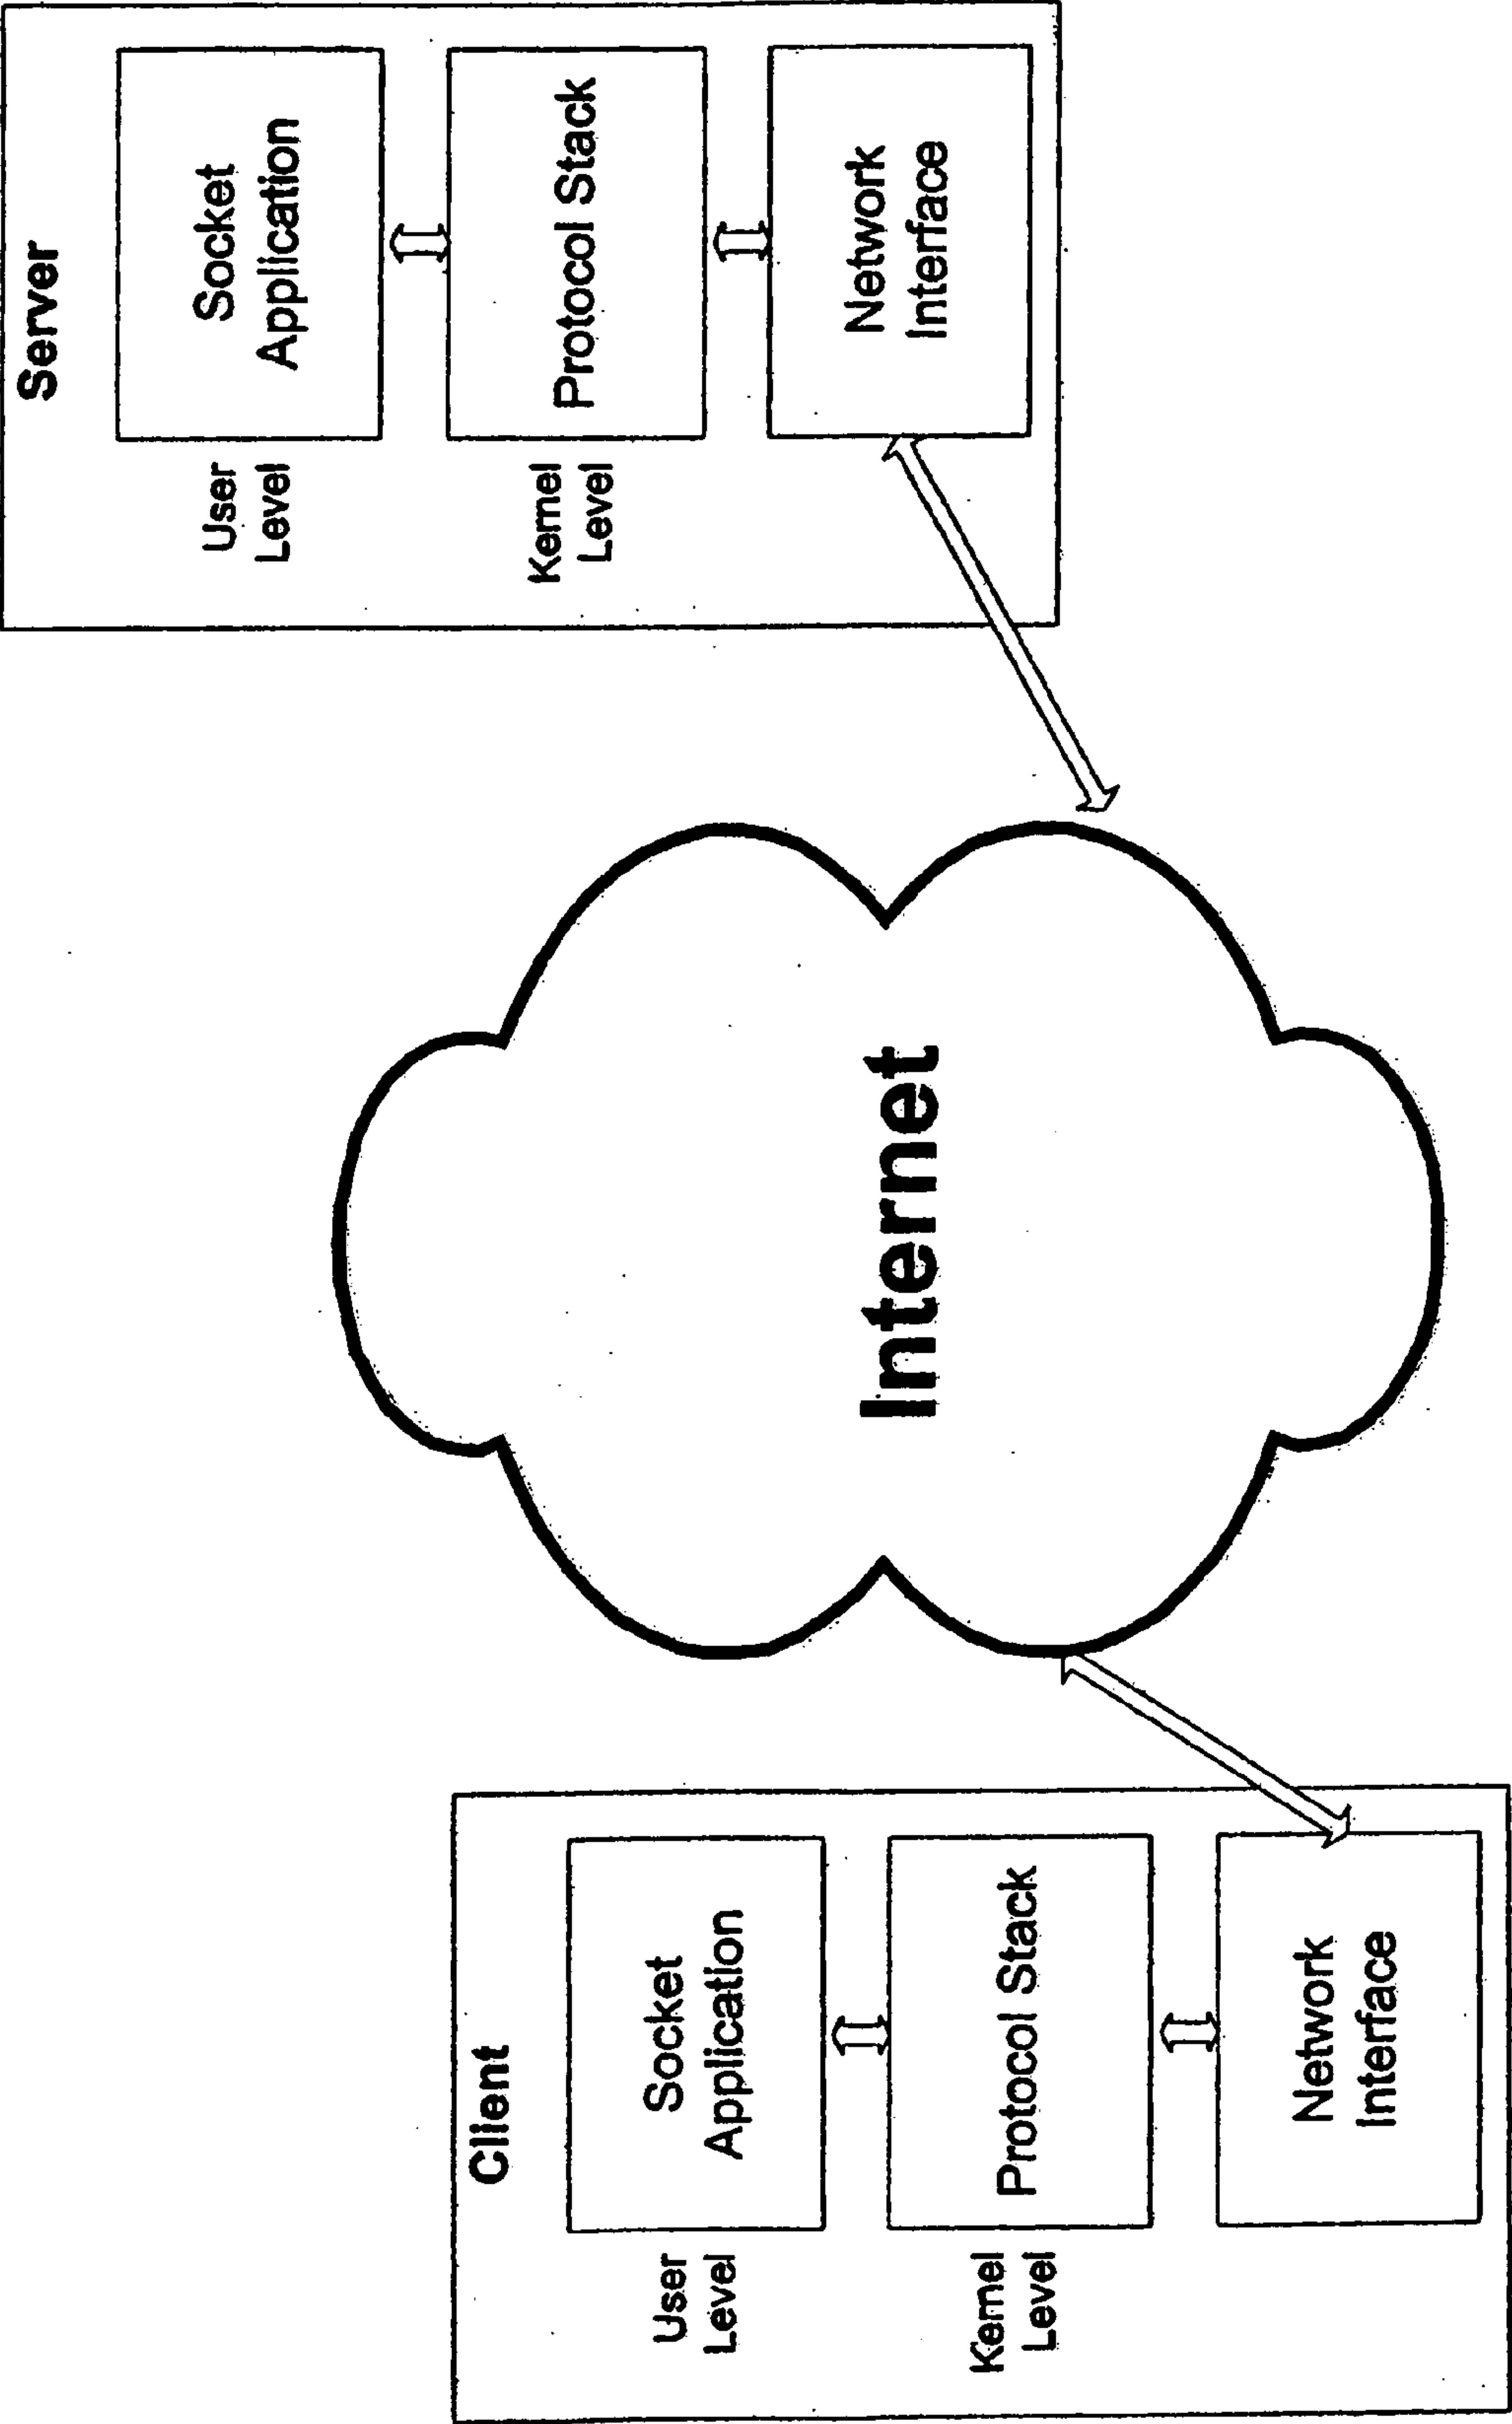 Client
User
Level
Socket
Application
Kernel
Level
Protocol Stack
Network
Interface
Internet
Server
User
Level
Socket
Application
Kernel
Level
Protocol Stack
Network
Interface